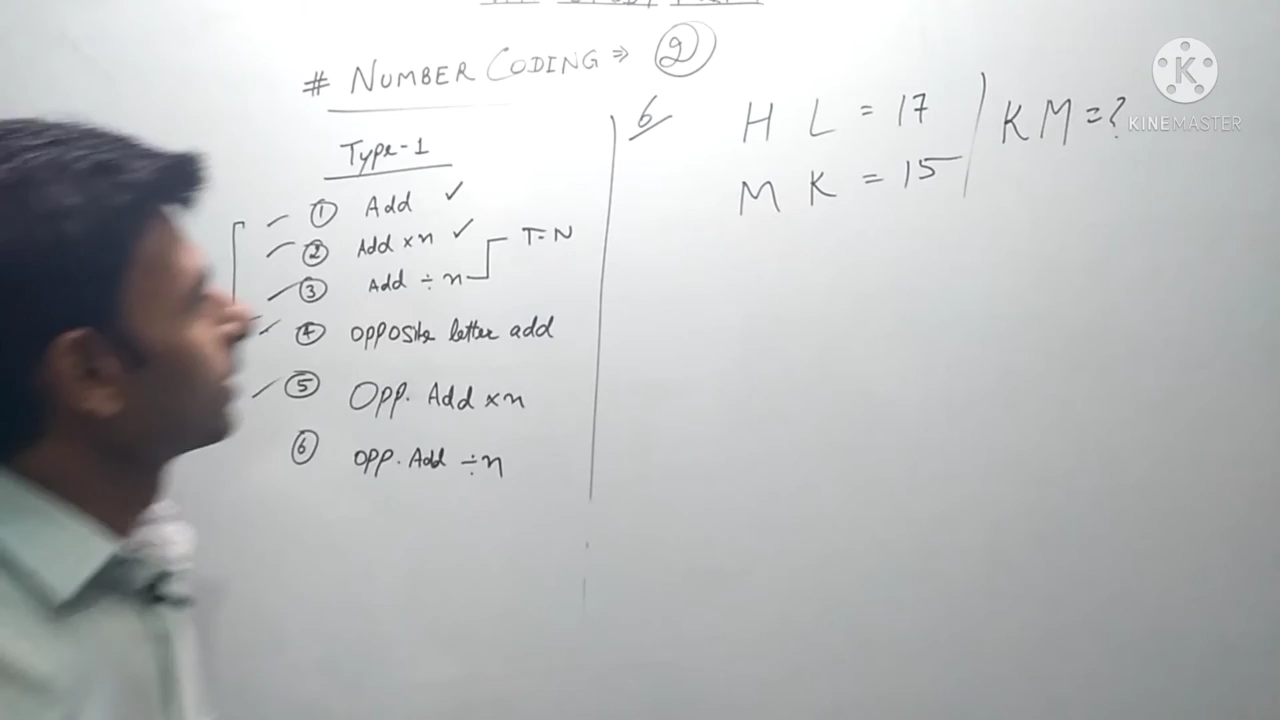 # NUMBER CODING ⇒ 2
Type-1
① Add ✓
② Add × n ✓
③ Add ÷ n
T=N
④ opposite letter add
⑤ Opp. Add × n
⑥ opp. Add ÷ n
6
H L = 17
M K = 15
K M = ?
K
KINEMASTER